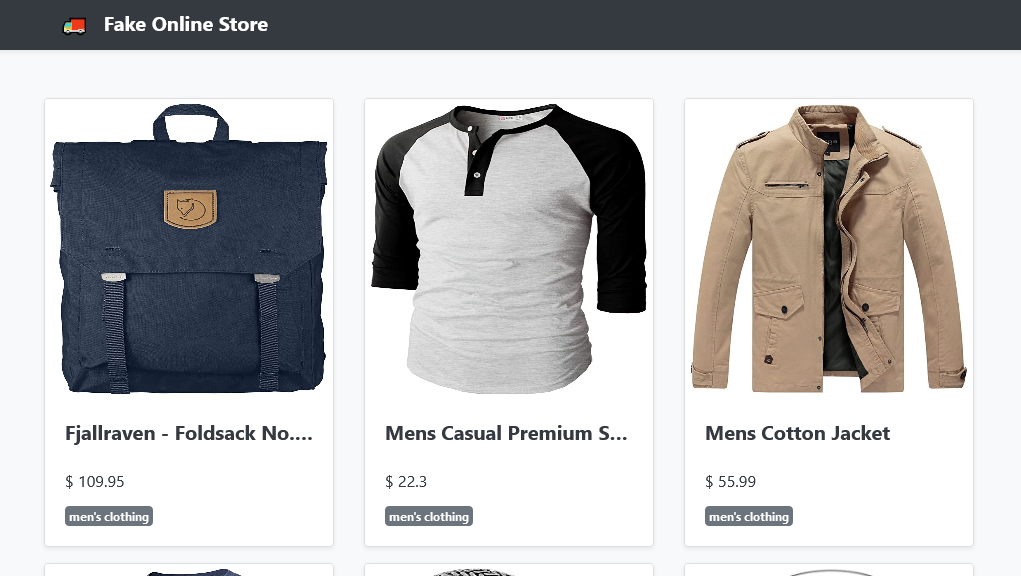 Fake Online Store
Fjallraven - Foldsack No....
$ 109.95
men's clothing
Mens Casual Premium S...
$ 22.3
men's clothing
Mens Cotton Jacket
$ 55.99
men's clothing